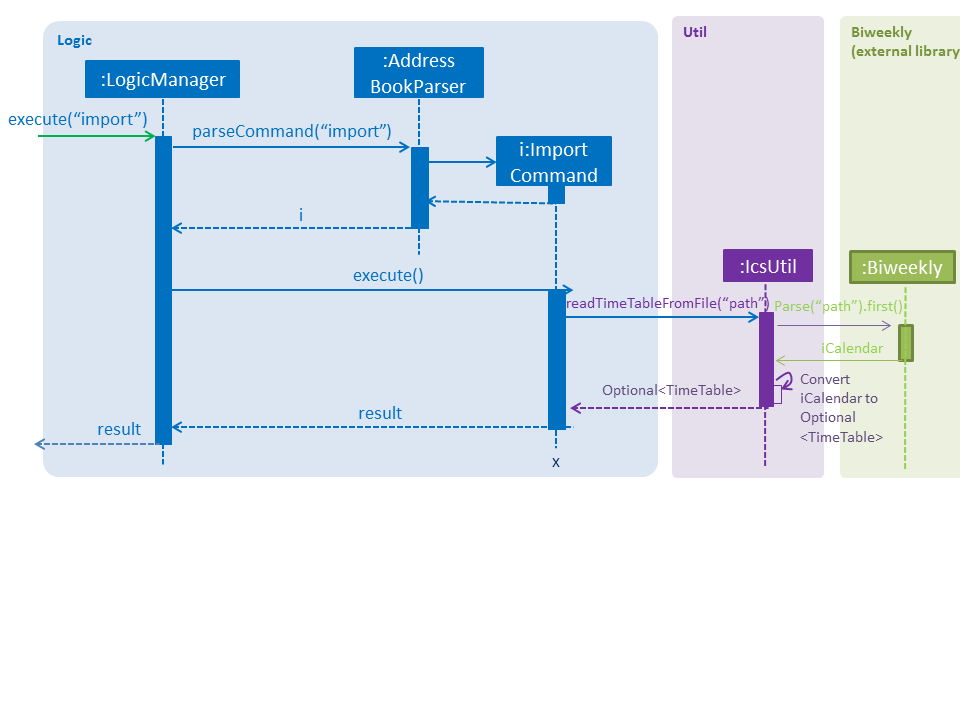 Logic
Util
Biweekly
(external library
:LogicManager
:Address
BookParser
execute(“import”)
parseCommand(“import”)
i:Import
Command
i
:IcsUtil
:Biweekly
execute()
readTimeTableFromFile(“path”)
Parse(“path”).first()
iCalendar
Convert
iCalendar to
Optional
<TimeTable>
Optional<TimeTable>
result
result
x